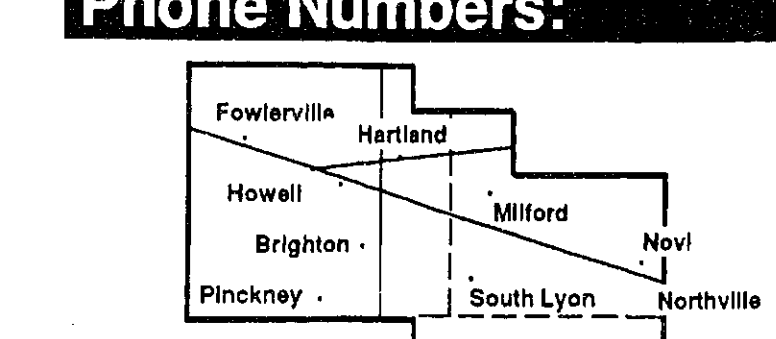 Phone Numbers:
Fowlerville
Hartland
Howell
Milford
Brighton
Novi
Pinckney
South Lyon
Northville